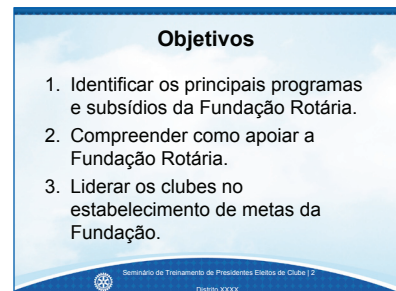 Objetivos
1. Identificar os principais programas
e subsídios da Fundação Rotária.
2. Compreender como apoiar a
Fundação Rotária.
3. Liderar os clubes no
estabelecimento de metas da
Fundação.
Seminário de Treinamento de Presidentes Eleitos de Clube | 2
Distrito XXXX